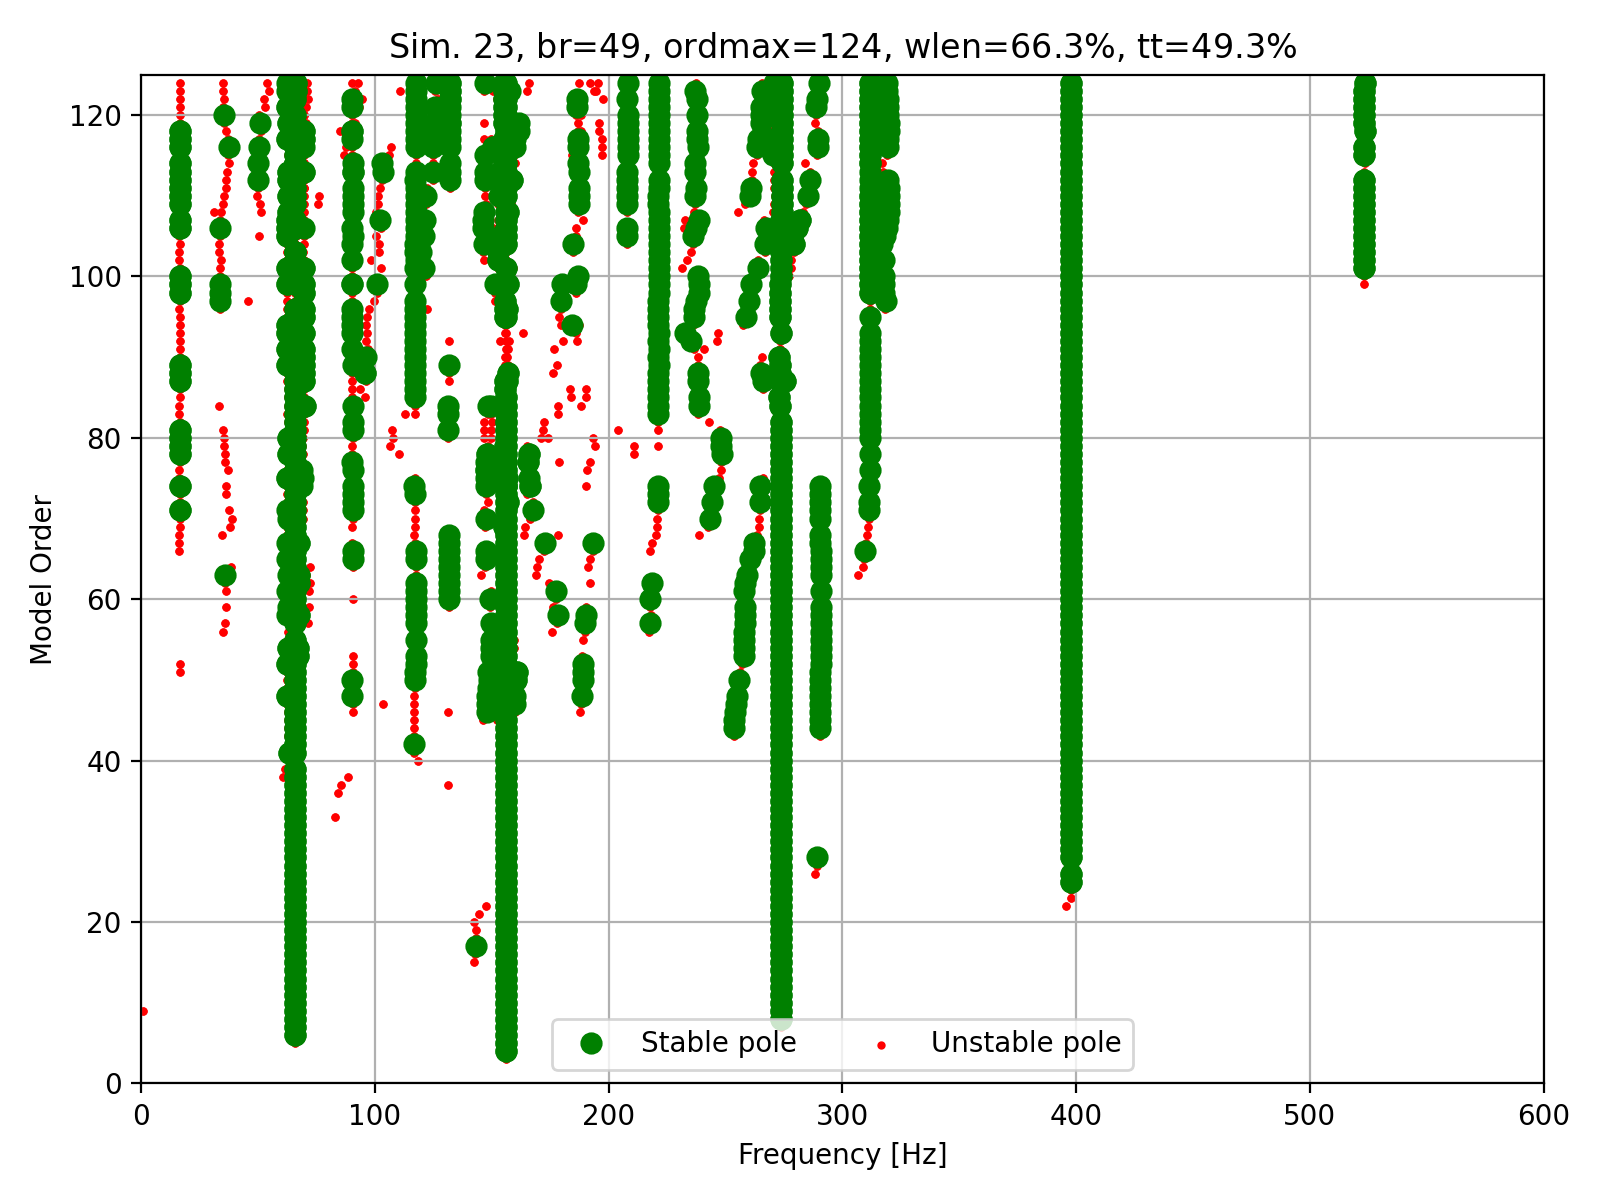 Sim. 23, br=49, ordmax=124, wlen=66.3%, tt=49.3%
120
100
80
60
40
20
0
Model Order
0 100 200 300 400 500 600
Frequency [Hz]
Stable pole Unstable pole